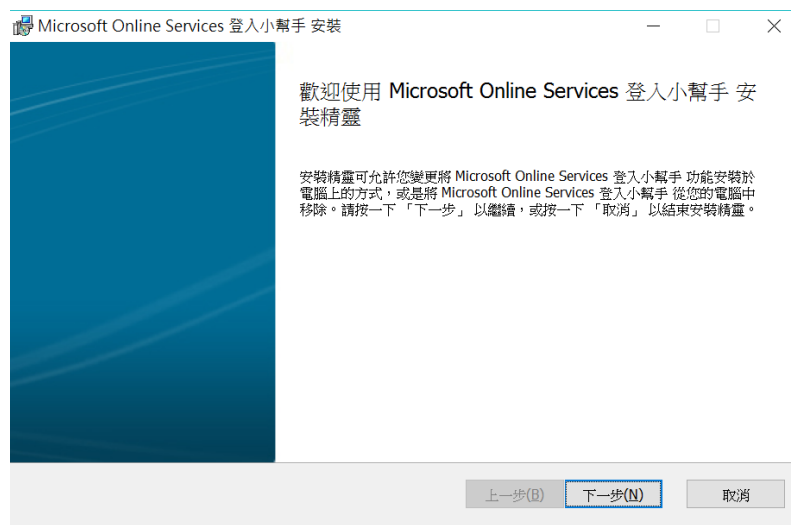 Microsoft Online Services 登入小幫手 安裝
歡迎使用 Microsoft Online Services 登入小幫手 安
裝精靈
安裝精靈可允許您變更將 Microsoft Online Services 登入小幫手 功能安裝於
電腦上的方式，或是將 Microsoft Online Services 登入小幫手 從您的電腦中
移除。請按一下「下一步」 以繼續，或按一下 「取消」 以結束安裝精靈。
上一步(B)
下一步(N)
取消